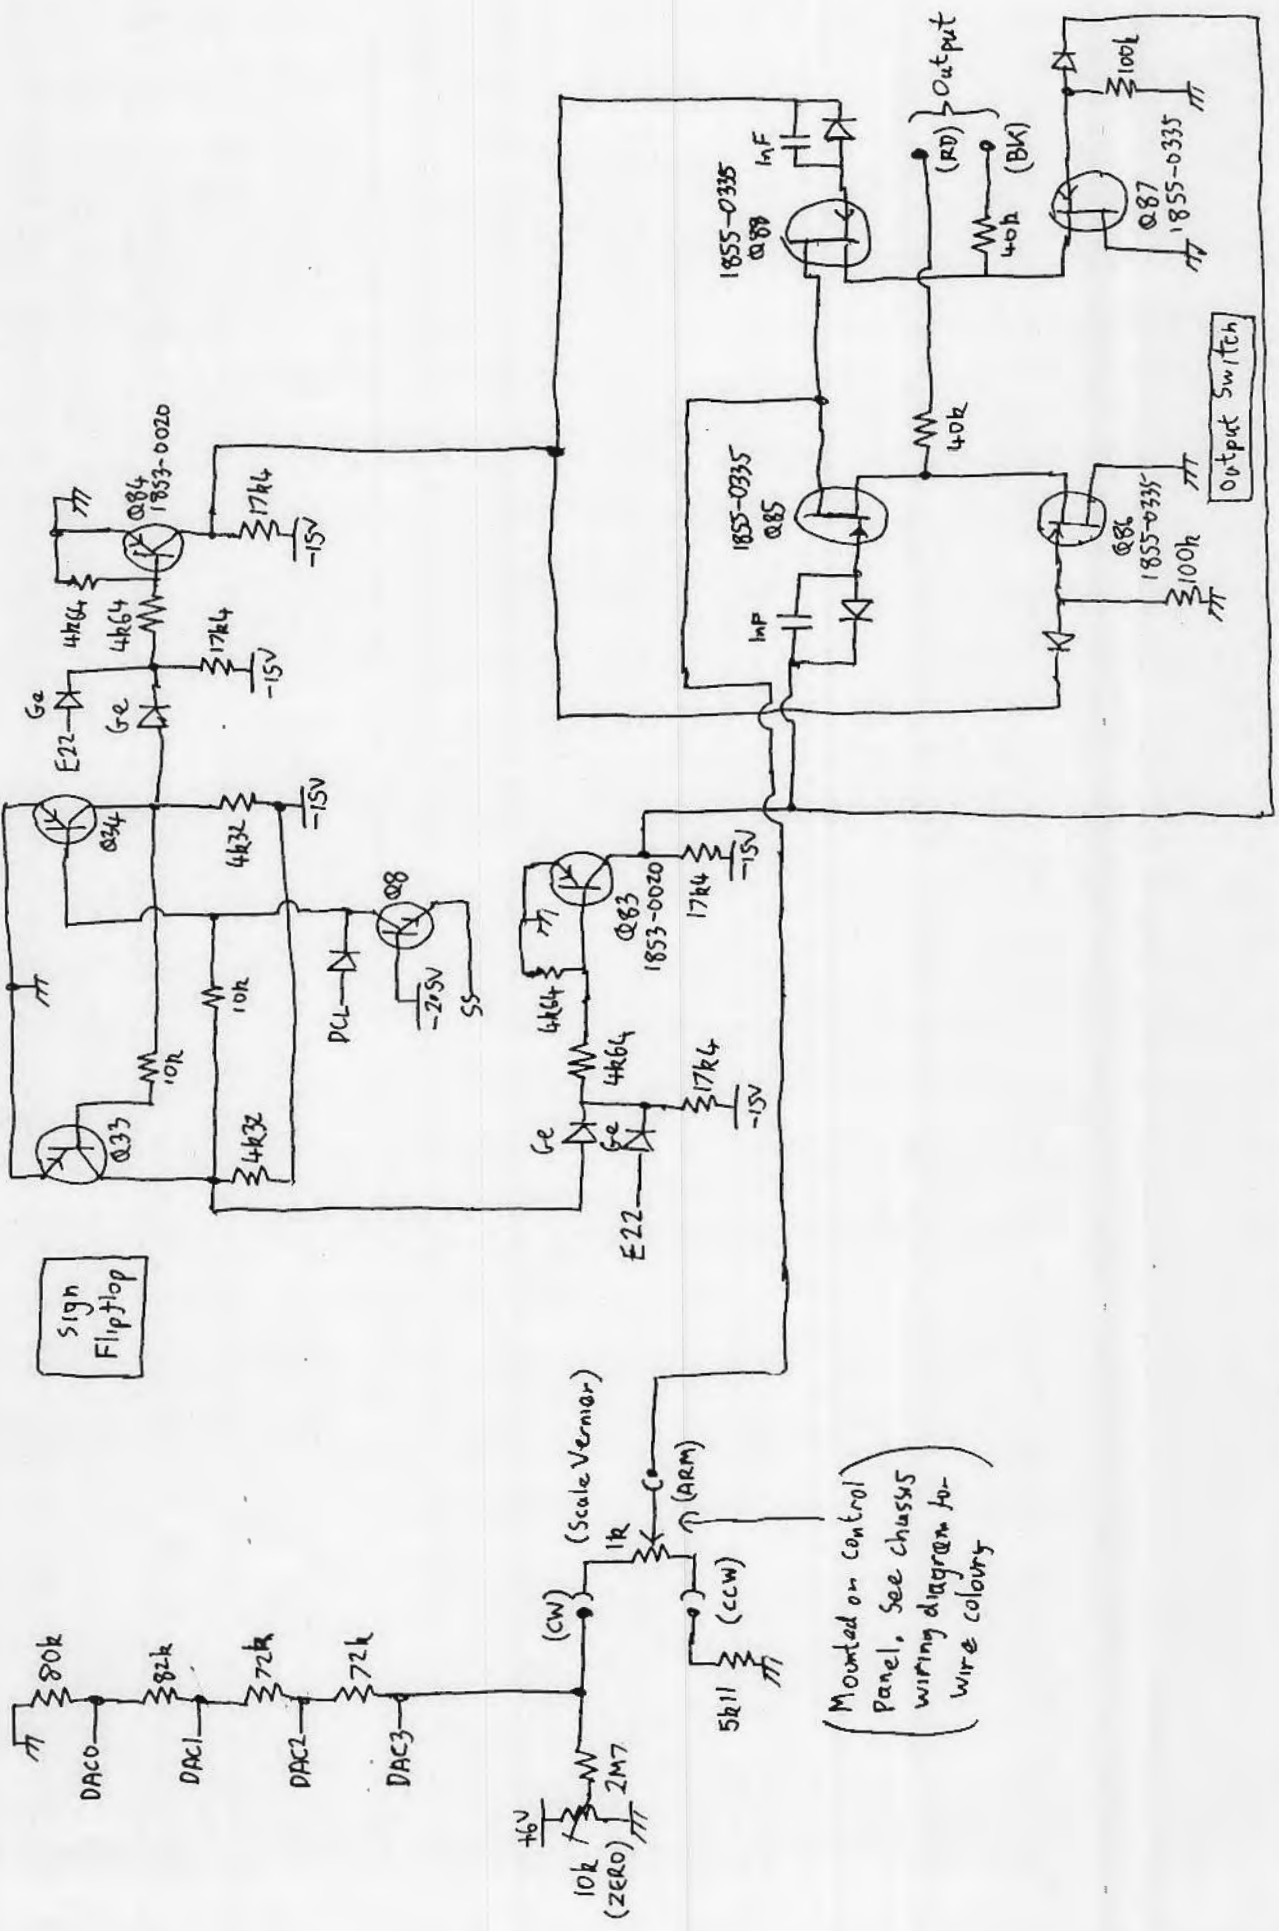 Sign
Flipflop
Q33
Q34
10k
10k
4k32
4k32
-15V
DCL
Q8
-2.5V
SS
E22
Ge
Ge
4k64
4k64
17k4
-15V
Q84
1853-0020
17k4
-15V
80k
DAC0
82k
DAC1
72k
DAC2
72k
DAC3
+6V
10k
(ZERO)
2M7
(CW)
(Scale Vernier)
1k
(ARM)
(CCW)
5k11
(Mounted on control
Panel. See chassis
wiring diagram for
wire colours)
Ge
Ge
E22
4k64
4k64
17k4
-15V
Q83
1853-0020
17k4
-15V
1nF
1855-0335
Q85
1nF
1855-0335
Q88
40k
(RD)
Output
(BK)
40k
Q86
1855-0335
100k
Q87
1855-0335
100k
Output Switch